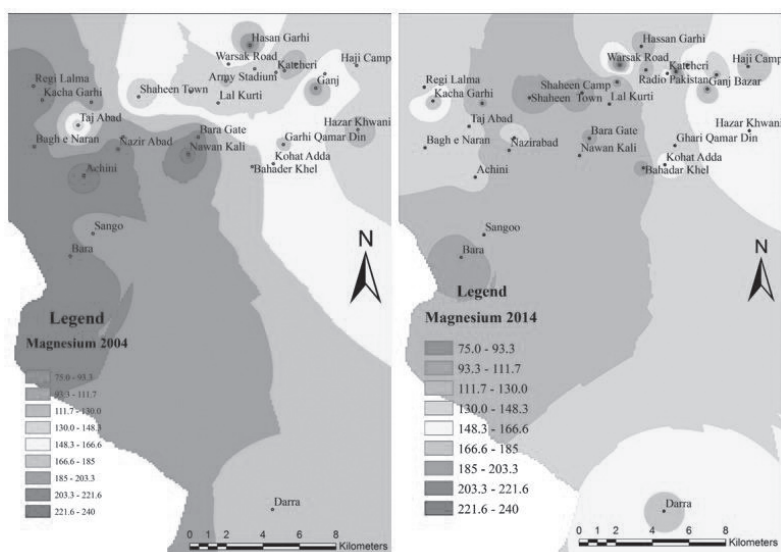 Hasan Garhi
Warsak Road
Katcheri
Haji Camp
Regi Lalma
Army Stadium
Kacha Garhi
Shaheen Town
Lal Kurti
Ganj
Taj Abad
Hazar Khwani
Bara Gate
Bagh e Naran
Nazir Abad
Garhi Qamar Din
Nawan Kali
Kohat Adda
Achini
Bahader Khel
Sango
Bara
N
Legend
Magnesium 2004
75.0 - 93.3
93.3 - 111.7
111.7 - 130.0
130.0 - 148.3
148.3 - 166.6
166.6 - 185
185 - 203.3
203.3 - 221.6
221.6 - 240
Darra
0 1 2 4 6 8
Kilometers
Hassan Garhi
Warsak Road
Katcheri
Haji Camp
Regi Lalma
Radio Pakistan
Shaheen Camp
Ganj Bazar
Kacha Garhi
Shaheen Town
Lal Kurti
Taj Abad
Hazar Khwani
Bara Gate
Bagh e Naran
Nazirabad
Ghari Qamar Din
Nawan Kali
Kohat Adda
Achini
Bahadar Khel
Sangoo
Bara
N
Legend
Magnesium 2014
75.0 - 93.3
93.3 - 111.7
111.7 - 130.0
130.0 - 148.3
148.3 - 166.6
166.6 - 185
185 - 203.3
203.3 - 221.6
221.6 - 240
Darra
0 1 2 4 6 8
Kilometers